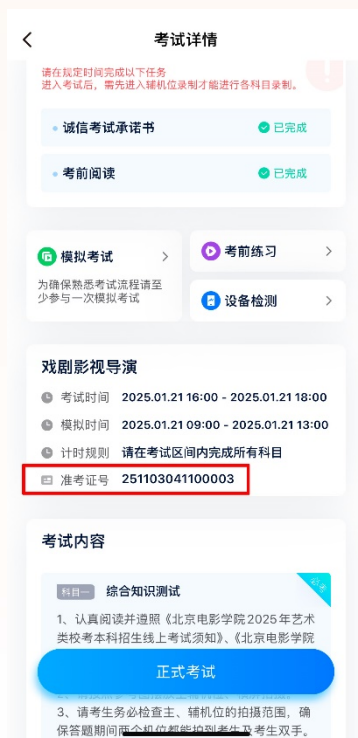 考试详情
请在规定时间完成以下任务
进入考试后，需先进入辅机位录制才能进行各科目录制。
诚信考试承诺书 已完成
考前阅读 已完成
模拟考试
为确保熟悉考试流程请至
少参与一次模拟考试
考前练习
设备检测
戏剧影视导演
考试时间 2025.01.21 16:00 - 2025.01.21 18:00
模拟时间 2025.01.21 09:00 - 2025.01.21 13:00
计时规则 请在考试区间内完成所有科目
准考证号 251103041100003
考试内容
科目一 综合知识测试 必考
1、认真阅读并遵照《北京电影学院2025年艺术
类校考本科招生线上考试须知》、《北京电影学院
正式考试
3、请考生务必检查主、辅机位的拍摄范围，确
保答题期间两个机位都能拍到考生及考生双手。